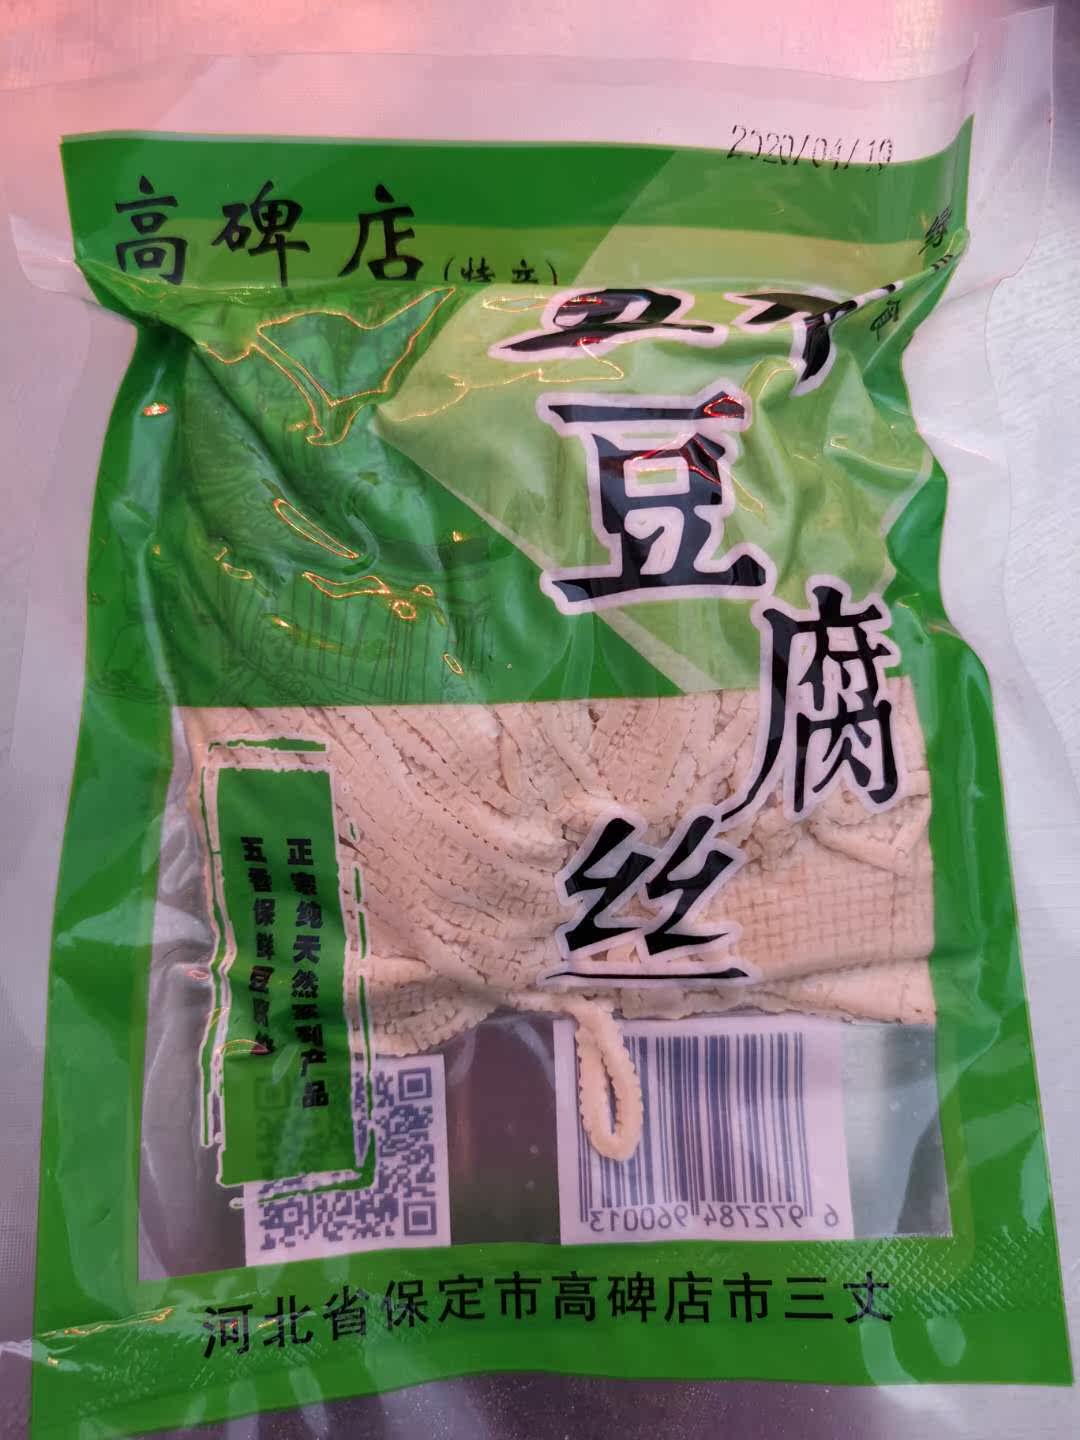 2020/04/19
高碑店(特产)
豆腐丝
正宗纯天然系列产品
五香保鲜豆腐丝
6 972784 960013
河北省保定市高碑店市三丈